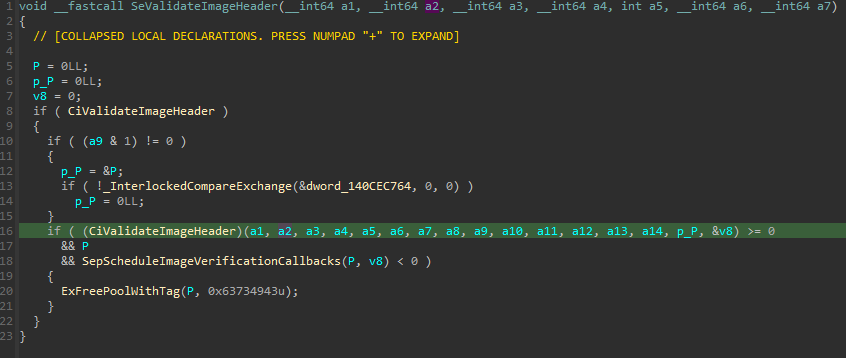 1 void __fastcall SeValidateImageHeader(__int64 a1, __int64 a2, __int64 a3, __int64 a4, int a5, __int64 a6, __int64 a7)
2 {
3   // [COLLAPSED LOCAL DECLARATIONS. PRESS NUMPAD "+" TO EXPAND]
4
5   P = 0LL;
6   p_P = 0LL;
7   v8 = 0;
8   if ( CiValidateImageHeader )
9   {
10     if ( (a9 & 1) != 0 )
11     {
12       p_P = &P;
13       if ( !_InterlockedCompareExchange(&dword_140CEC764, 0, 0) )
14         p_P = 0LL;
15     }
16     if ( (CiValidateImageHeader)(a1, a2, a3, a4, a5, a6, a7, a8, a9, a10, a11, a12, a13, a14, p_P, &v8) >= 0
17       && P
18       && SepScheduleImageVerificationCallbacks(P, v8) < 0 )
19     {
20       ExFreePoolWithTag(P, 0x63734943u);
21     }
22   }
23 }